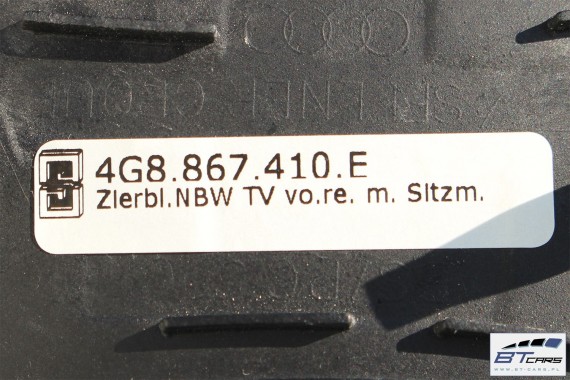 4G8.867.410.E
Zierbl.NBW TV vo.re. m. Sitzm.
BT CARS
WWW.BT-CARS.PL